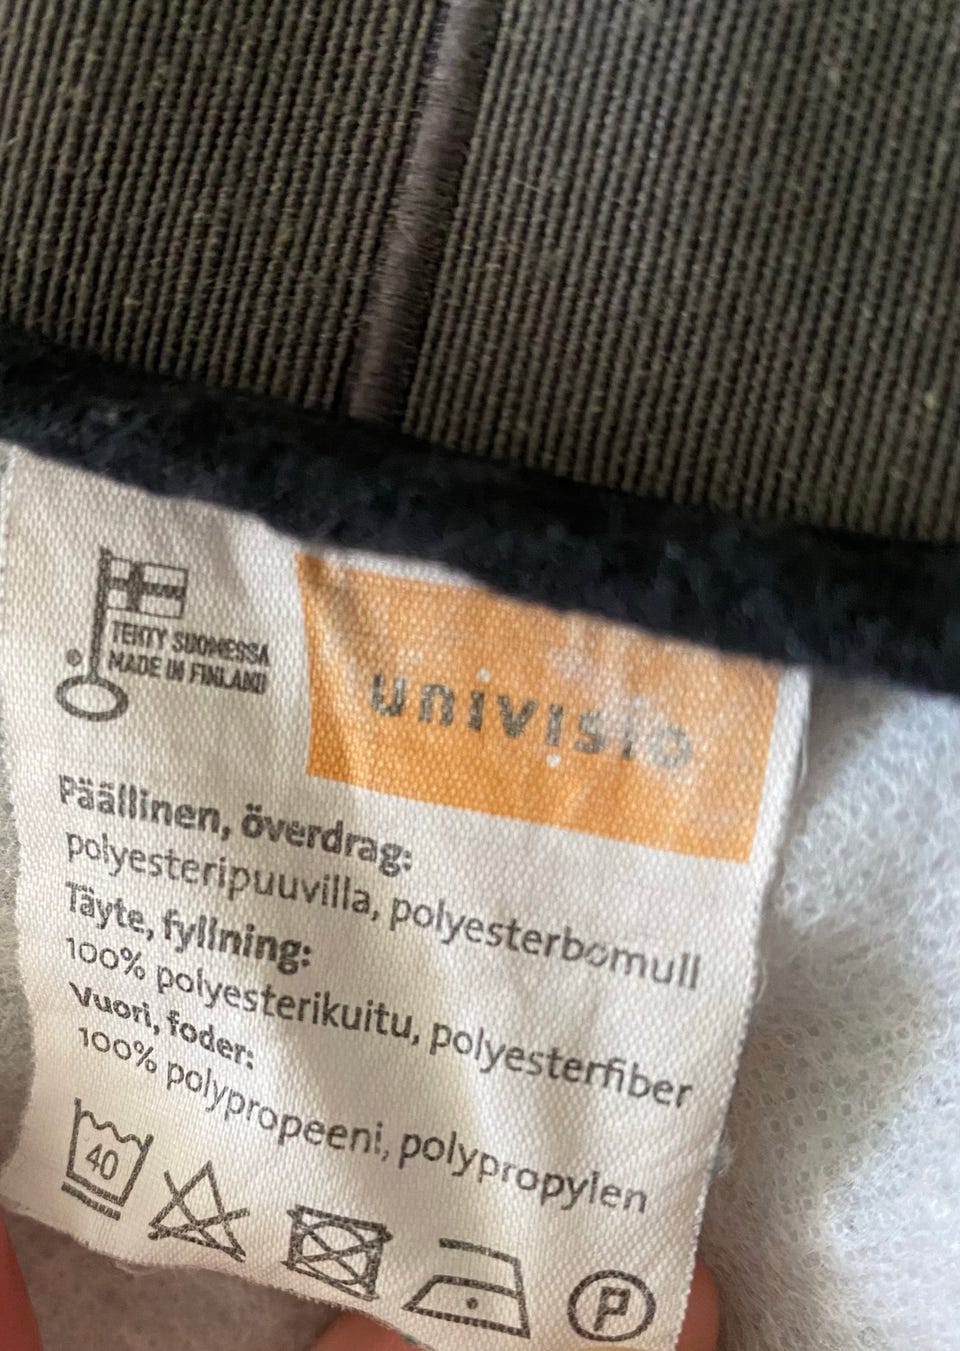 TEHTY SUOMESSA
MADE IN FINLAND
univisio
Päällinen, överdrag:
polyesteripuuvilla, polyesterbomull
Täyte, fyllning:
100% polyesterikuitu, polyesterfiber
Vuori, foder:
100% polypropeeni, polypropylen
40
P